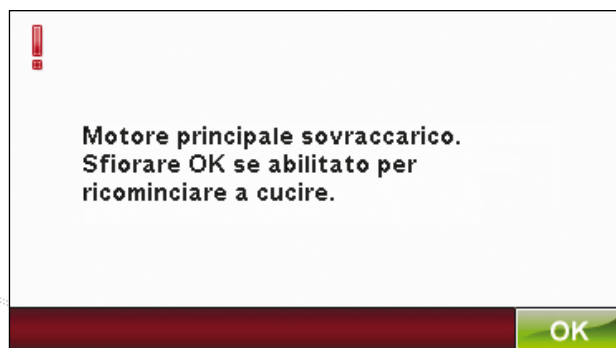 Motore principale sovraccarico.
Sfiorare OK se abilitato per
ricominciare a cucire.
OK